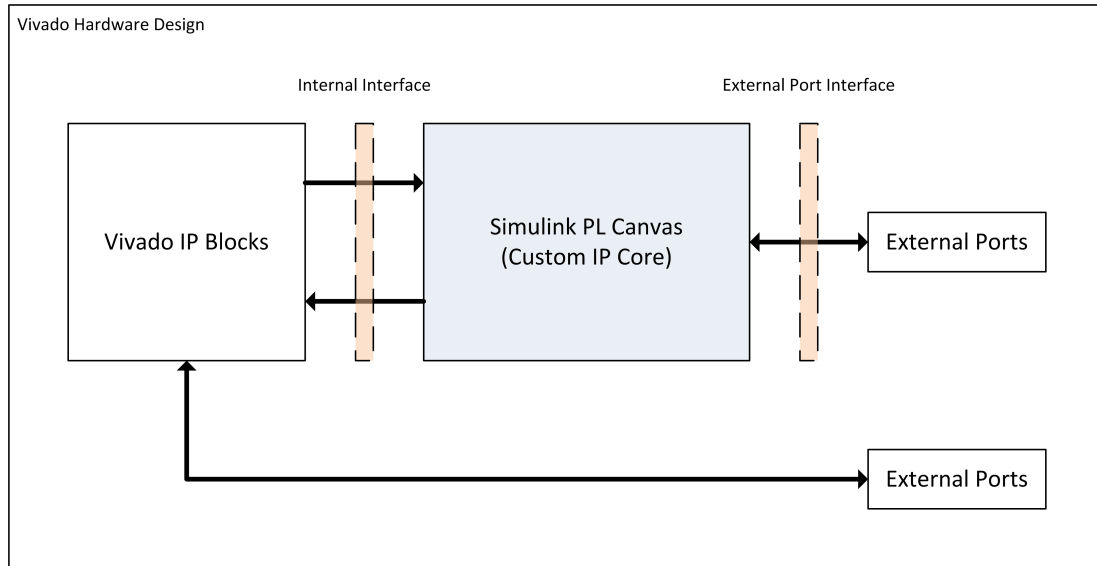 Vivado Hardware Design
Internal Interface
External Port Interface
Vivado IP Blocks
Simulink PL Canvas
(Custom IP Core)
External Ports
External Ports